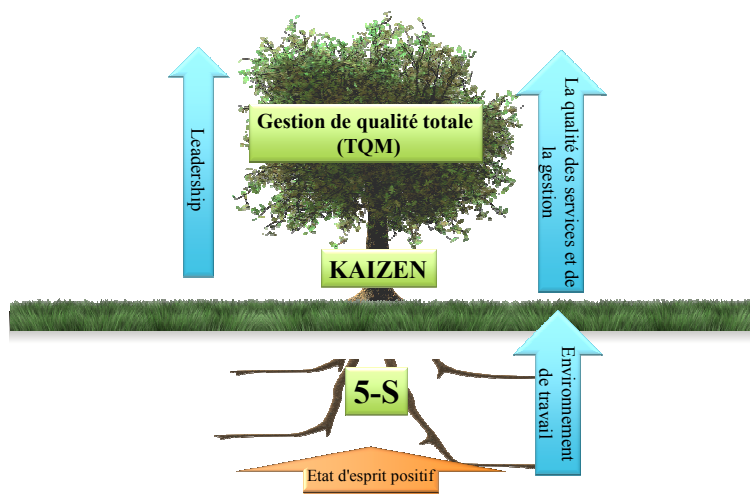 Gestion de qualité totale
(TQM)
Leadership
La qualité des services et de
la gestion
KAIZEN
Environnement
de travail
5-S
Etat d'esprit positif